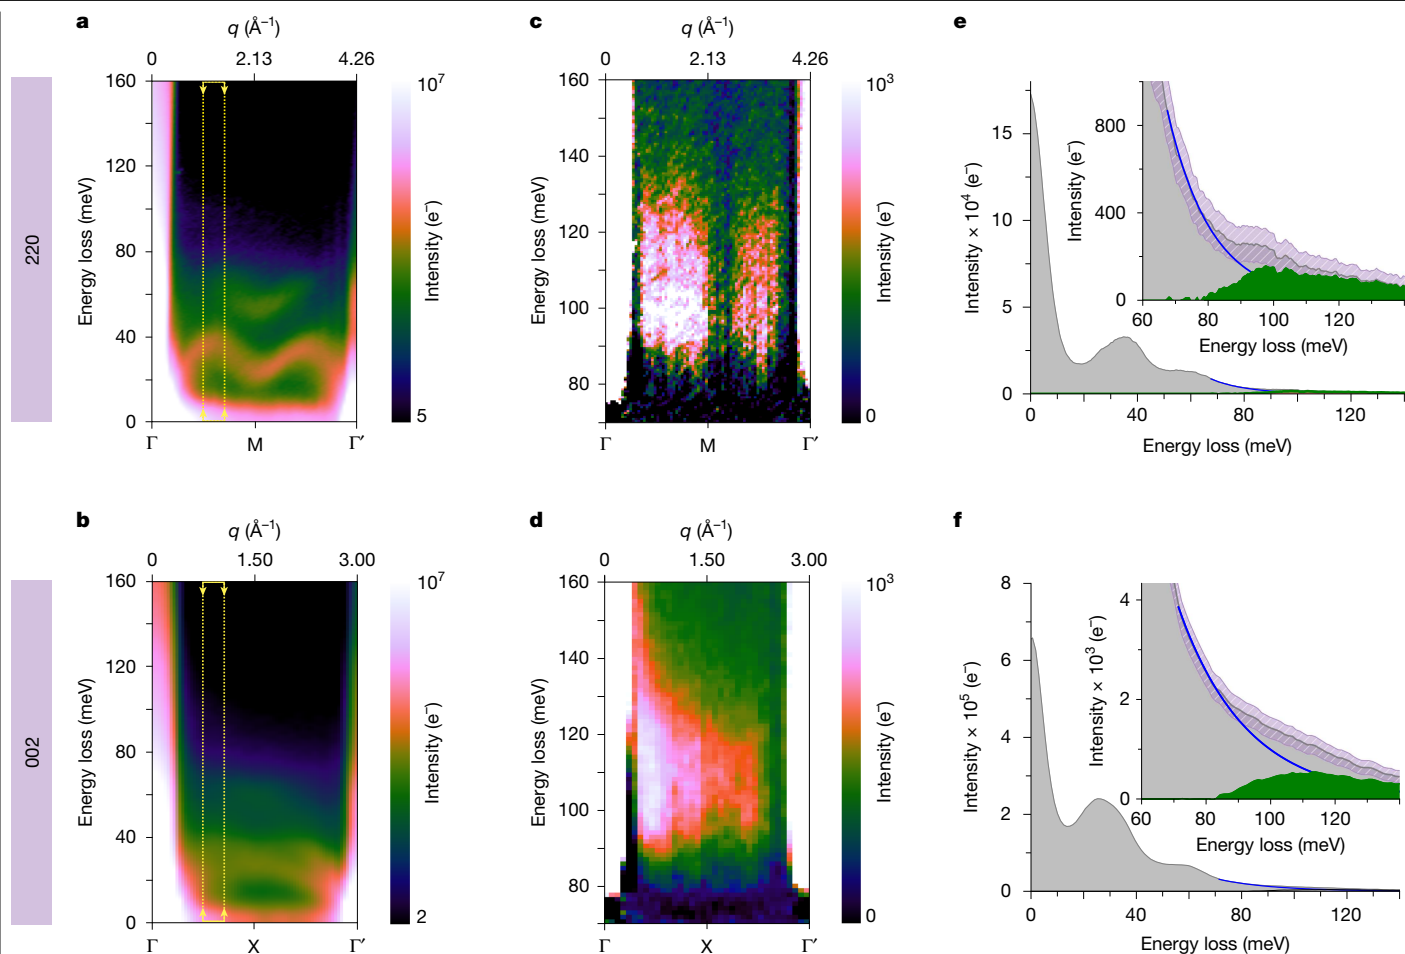 a
q (Å⁻¹)
0 2.13 4.26
160
120
80
40
0
Energy loss (meV)
Γ M Γ′
10⁷
5
Intensity (e⁻)
220
c
q (Å⁻¹)
0 2.13 4.26
160
140
120
100
80
Energy loss (meV)
Γ M Γ′
10³
0
Intensity (e⁻)
e
15
10
5
0
Intensity × 10⁴ (e⁻)
0 40 80 120
Energy loss (meV)
800
400
0
Intensity (e⁻)
60 80 100 120
Energy loss (meV)
b
q (Å⁻¹)
0 1.50 3.00
160
120
80
40
0
Energy loss (meV)
Γ X Γ′
10⁷
2
Intensity (e⁻)
002
d
q (Å⁻¹)
0 1.50 3.00
160
140
120
100
80
Energy loss (meV)
Γ X Γ′
10³
0
Intensity (e⁻)
f
8
6
4
2
0
Intensity × 10⁵ (e⁻)
0 40 80 120
Energy loss (meV)
4
2
0
Intensity × 10³ (e⁻)
60 80 100 120 140
Energy loss (meV)